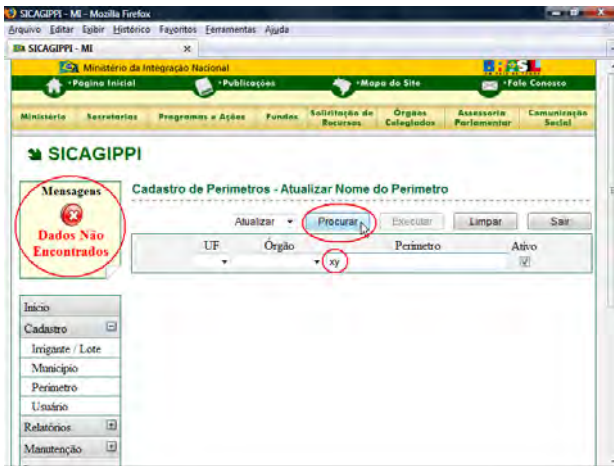 SICAGIPPI - MI - Mozilla Firefox
Arquivo Editar Exibir Histórico Favoritos Ferramentas Ajuda
SICAGIPPI - MI
Ministério da Integração Nacional
BRASIL
Pagina Inicial Publicações Mapa do Site Fale Conosco
Ministério Secretarias Programas e Ações Fundos Solicitação de Recursos Órgãos Colegiados Assessoria Parlamentar Comunicação Social
SICAGIPPI
Mensagens
Dados Não
Encontrados
Cadastro de Perimetros - Atualizar Nome do Perimetro
Atualizar Procurar Executar Limpar Sair
UF Órgão Perimetro Ativo
xy
Início
Cadastro
Irrigante / Lote
Município
Perimetro
Usuário
Relatórios
Manutenção